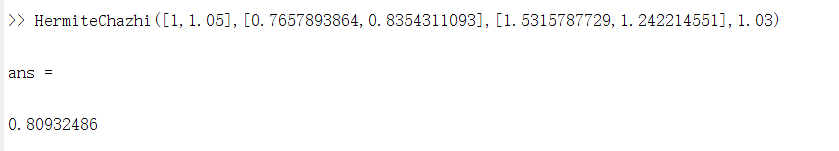 >> HermiteChazhi([1,1.05],[0.7657893864,0.8354311093],[1.5315787729,1.242214551],1.03)
ans =
0.80932486